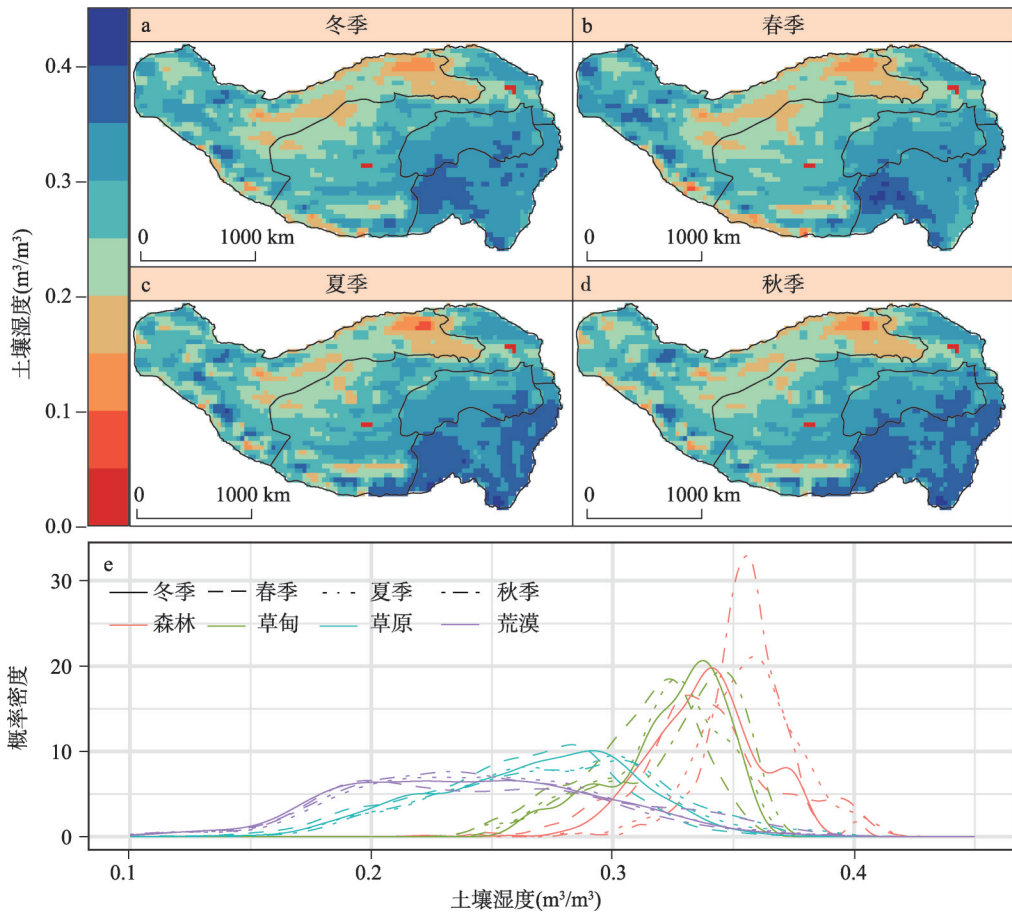 a 冬季
b 春季
0.4
0.3
0.2
0.1
0.0
土壤湿度(m³/m³)
0 1000 km
0 1000 km
c 夏季
d 秋季
0 1000 km
0 1000 km
e
冬季 春季 夏季 秋季
森林 草甸 草原 荒漠
30
20
10
0
概率密度
0.1 0.2 0.3 0.4
土壤湿度(m³/m³)